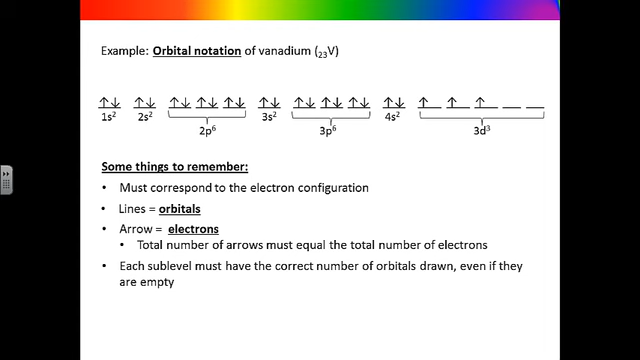 Example: Orbital notation of vanadium (₂₃V)
↑↓ ↑↓ ↑↓ ↑↓ ↑↓ ↑↓ ↑↓ ↑↓ ↑↓ ↑↓ ↑ ↑ ↑
1s² 2s² 3s² 4s²
2p⁶ 3p⁶ 3d³
Some things to remember:
• Must correspond to the electron configuration
• Lines = orbitals
• Arrow = electrons
• Total number of arrows must equal the total number of electrons
• Each sublevel must have the correct number of orbitals drawn, even if they
are empty